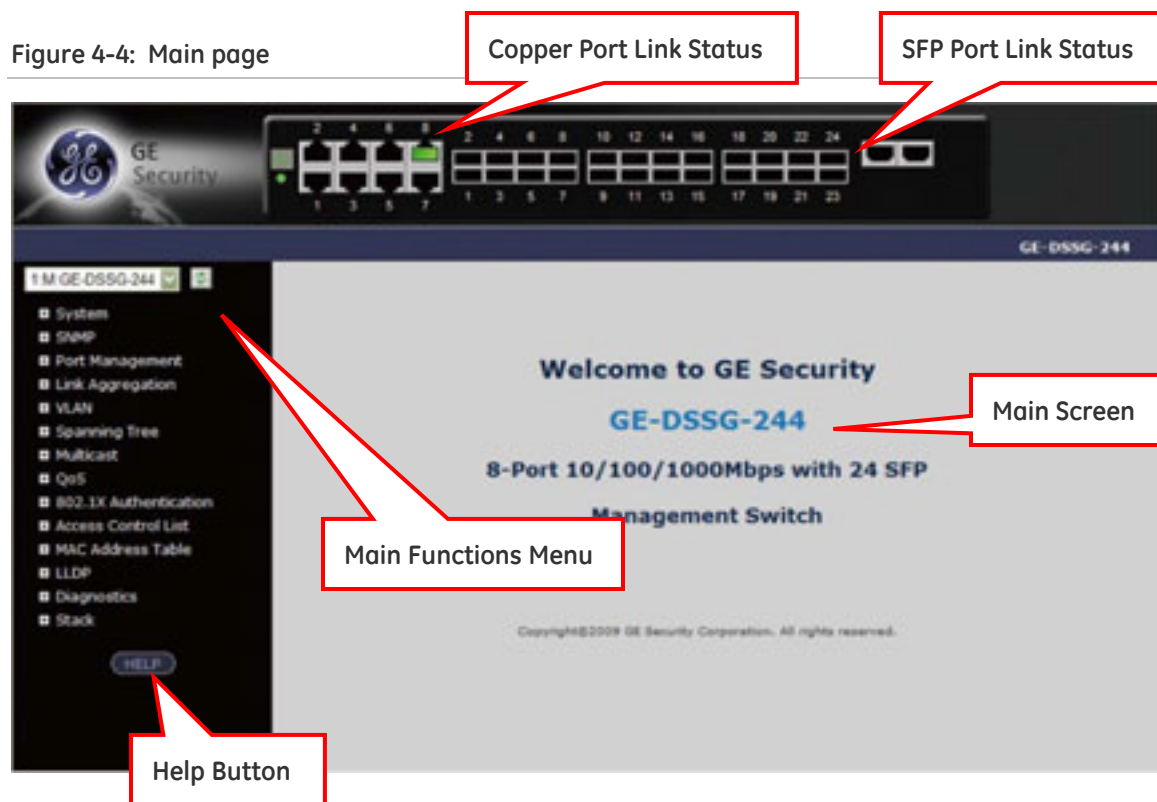 Figure 4-4: Main page
Copper Port Link Status
SFP Port Link Status
GE
Security
2 4 6 8
2 4 6 8 10 12 14 16 18 20 22 24
1 3 5 7
1 3 5 7 9 11 13 15 17 19 21 23
GE-DSSG-244
1:M:GE-DSSG-244
System
SNMP
Port Management
Link Aggregation
VLAN
Spanning Tree
Multicast
QoS
802.1X Authentication
Access Control List
MAC Address Table
LLDP
Diagnostics
Stack
HELP
Welcome to GE Security
GE-DSSG-244
8-Port 10/100/1000Mbps with 24 SFP
Management Switch
Main Screen
Main Functions Menu
Copyright©2009 GE Security Corporation. All rights reserved.
Help Button